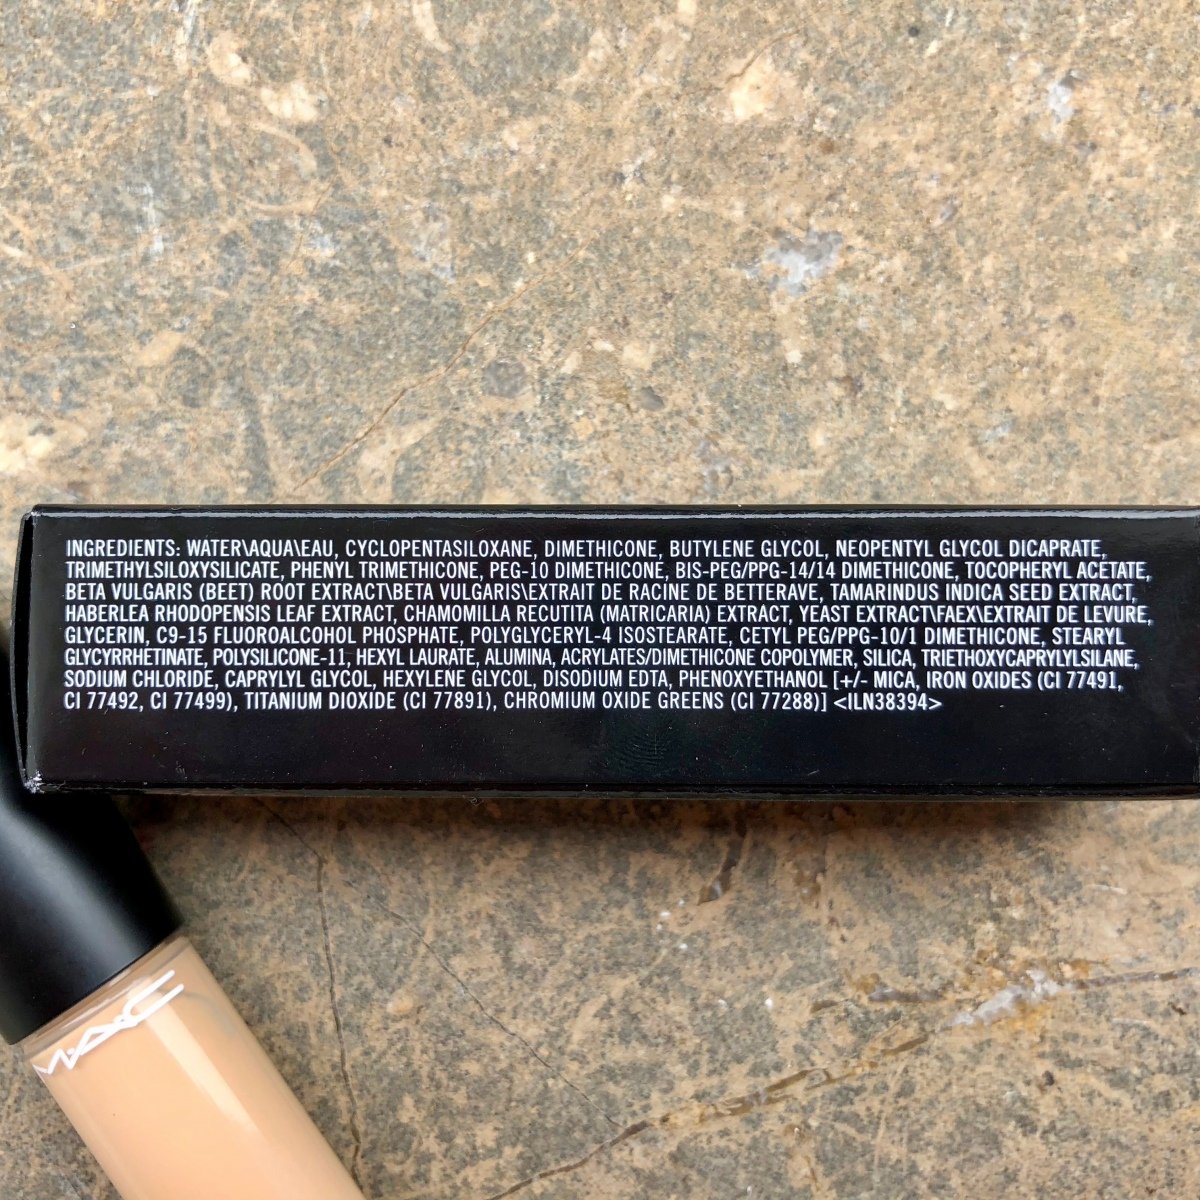 INGREDIENTS: WATER\AQUA\EAU, CYCLOPENTASILOXANE, DIMETHICONE, BUTYLENE GLYCOL, NEOPENTYL GLYCOL DICAPRATE,
TRIMETHYLSILOXYSILICATE, PHENYL TRIMETHICONE, PEG-10 DIMETHICONE, BIS-PEG/PPG-14/14 DIMETHICONE, TOCOPHERYL ACETATE,
BETA VULGARIS (BEET) ROOT EXTRACT\BETA VULGARIS\EXTRAIT DE RACINE DE BETTERAVE, TAMARINDUS INDICA SEED EXTRACT,
HABERLEA RHODOPENSIS LEAF EXTRACT, CHAMOMILLA RECUTITA (MATRICARIA) EXTRACT, YEAST EXTRACT\FAEX\EXTRAIT DE LEVURE,
GLYCERIN, C9-15 FLUOROALCOHOL PHOSPHATE, POLYGLYCERYL-4 ISOSTEARATE, CETYL PEG/PPG-10/1 DIMETHICONE, STEARYL
GLYCYRRHETINATE, POLYSILICONE-11, HEXYL LAURATE, ALUMINA, ACRYLATES/DIMETHICONE COPOLYMER, SILICA, TRIETHOXYCAPRYLYLSILANE,
SODIUM CHLORIDE, CAPRYLYL GLYCOL, HEXYLENE GLYCOL, DISODIUM EDTA, PHENOXYETHANOL [+/- MICA, IRON OXIDES (CI 77491,
CI 77492, CI 77499), TITANIUM DIOXIDE (CI 77891), CHROMIUM OXIDE GREENS (CI 77288)] <ILN38394>
M·A·C